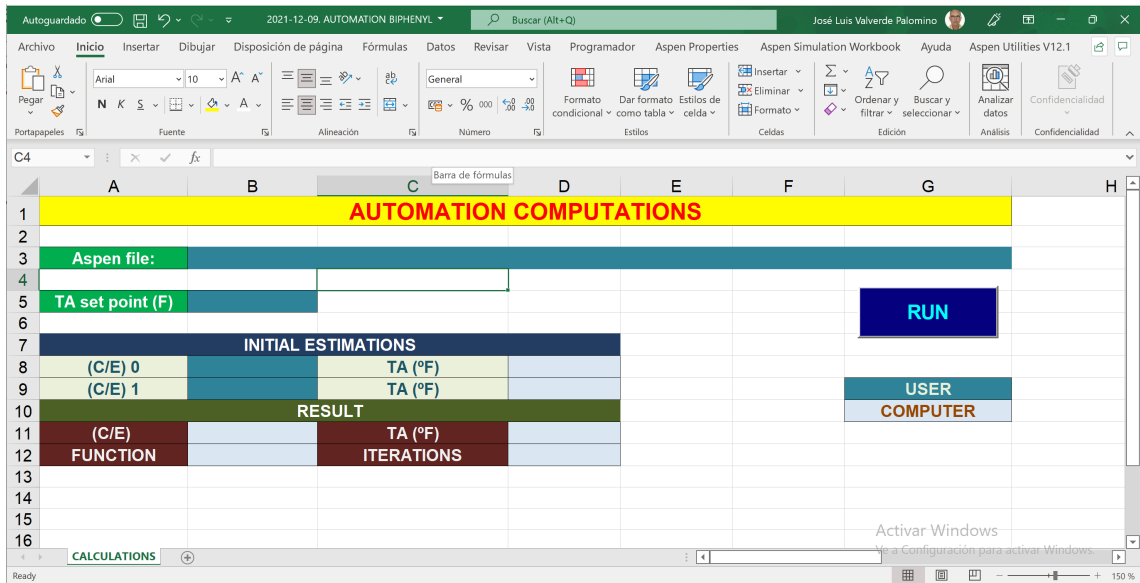 Autoguardado 2021-12-09. AUTOMATION BIPHENYL Buscar (Alt+Q) José Luis Valverde Palomino
Archivo Inicio Insertar Dibujar Disposición de página Fórmulas Datos Revisar Vista Programador Aspen Properties Aspen Simulation Workbook Ayuda Aspen Utilities V12.1
Pegar
Arial 10
N K S
General
% 000
Formato condicional
Dar formato como tabla
Estilos de celda
Insertar
Eliminar
Formato
Ordenar y filtrar
Buscar y seleccionar
Analizar datos
Confidencialidad
Portapapeles Fuente Alineación Número Estilos Celdas Edición Análisis Confidencialidad
C4 fx
Barra de fórmulas
A B C D E F G H
1 AUTOMATION COMPUTATIONS
2
3 Aspen file:
4
5 TA set point (F)
RUN
6
7 INITIAL ESTIMATIONS
8 (C/E) 0 TA (ºF)
9 (C/E) 1 TA (ºF) USER
10 RESULT COMPUTER
11 (C/E) TA (ºF)
12 FUNCTION ITERATIONS
13
14
15
16
Activar Windows
Ve a Configuración para activar Windows.
CALCULATIONS
Ready 150 %